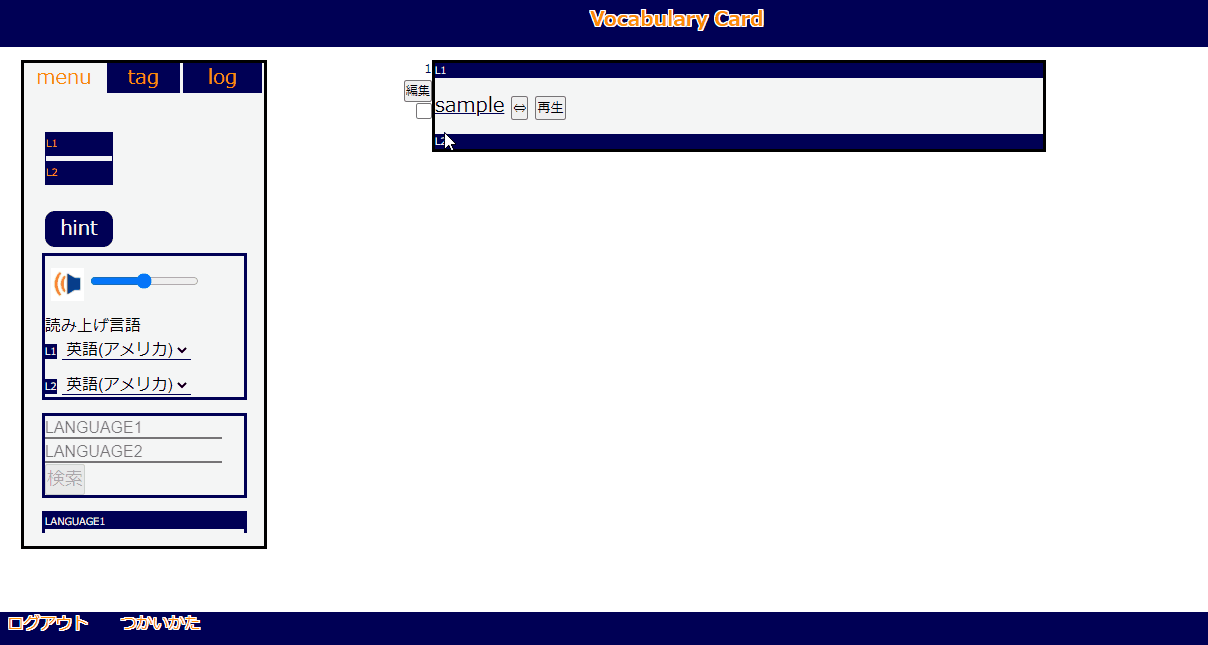 Vocabulary Card
menu tag log
L1
L2
hint
読み上げ言語
L1 英語(アメリカ)
L2 英語(アメリカ)
LANGUAGE1
LANGUAGE2
検索
LANGUAGE1
1 L1
編集
sample ⇔ 再生
L2
ログアウト つかいかた